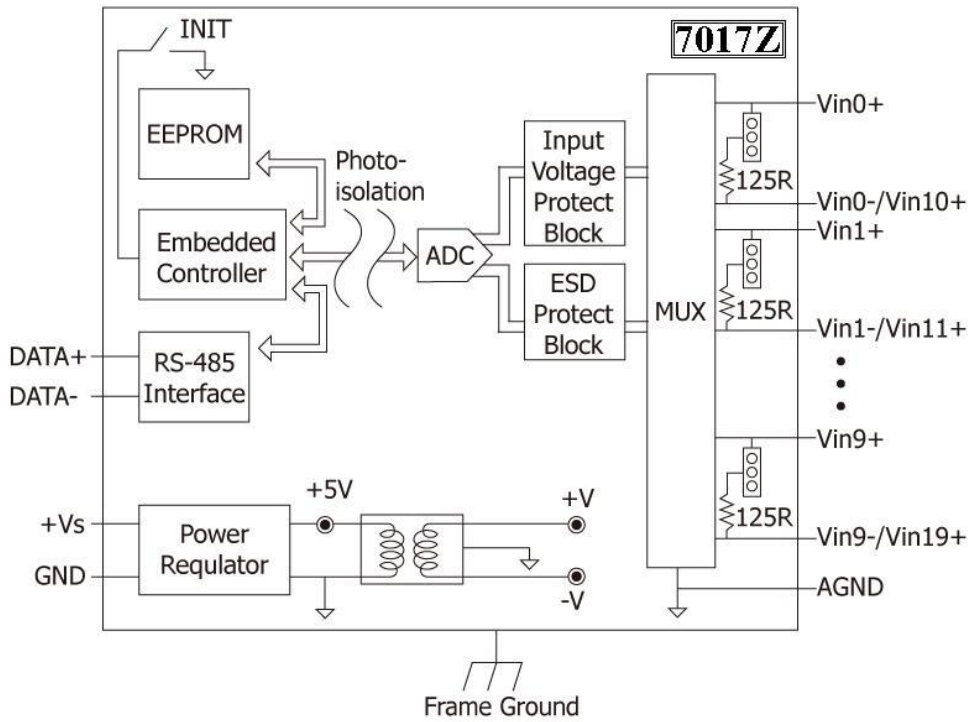 INIT
7017Z
EEPROM
Photo-
isolation
Input
Voltage
Protect
Block
Vin0+
125R
Vin0-/Vin10+
Vin1+
Embedded
Controller
ADC
ESD
Protect
Block
MUX
125R
Vin1-/Vin11+
DATA+
DATA-
RS-485
Interface
Vin9+
125R
Vin9-/Vin19+
+Vs
GND
Power
Requlator
+5V
+V
-V
AGND
Frame Ground